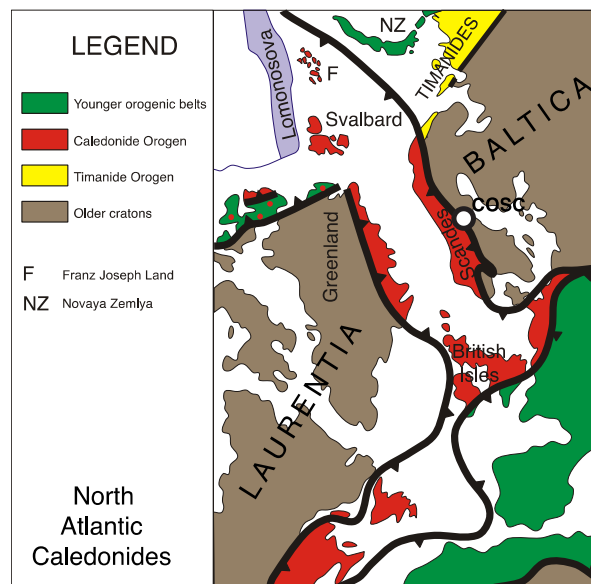 LEGEND
Younger orogenic belts
Caledonide Orogen
Timanide Orogen
Older cratons
F Franz Joseph Land
NZ Novaya Zemlya
North
Atlantic
Caledonides
NZ
TIMANIDES
Lomonosova
F
Svalbard
BALTICA
COSC
Scandes
Greenland
British
Isles
LAURENTIA